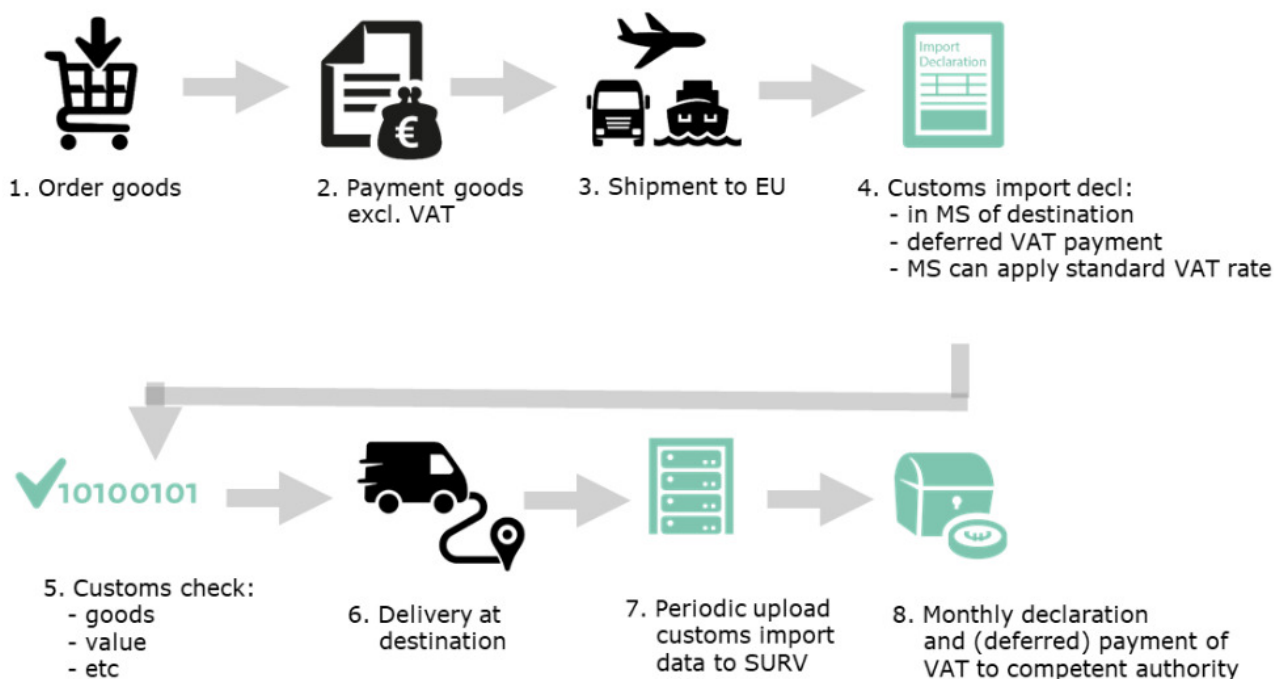 Import
Declaration
€
1. Order goods
2. Payment goods
excl. VAT
3. Shipment to EU
4. Customs import decl:
- in MS of destination
- deferred VAT payment
- MS can apply standard VAT rate
10100101
5. Customs check:
- goods
- value
- etc
6. Delivery at
destination
7. Periodic upload
customs import
data to SURV
8. Monthly declaration
and (deferred) payment of
VAT to competent authority